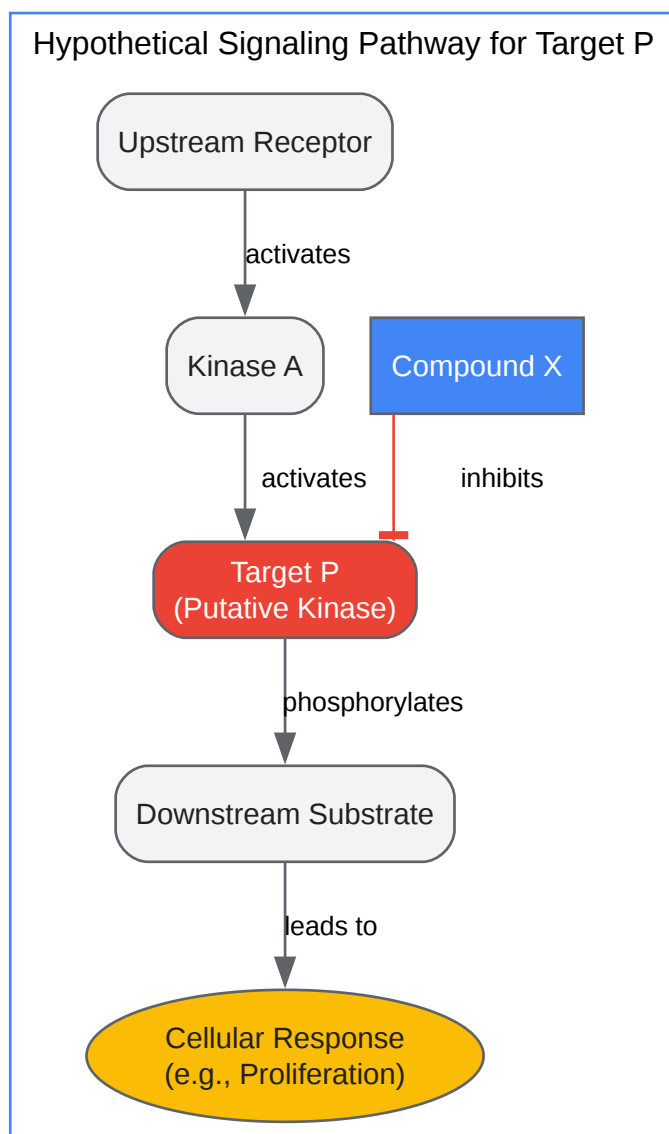 Hypothetical Signaling Pathway for Target P
Upstream Receptor
activates
Kinase A
Compound X
activates
inhibits
Target P
(Putative Kinase)
phosphorylates
Downstream Substrate
leads to
Cellular Response
(e.g., Proliferation)